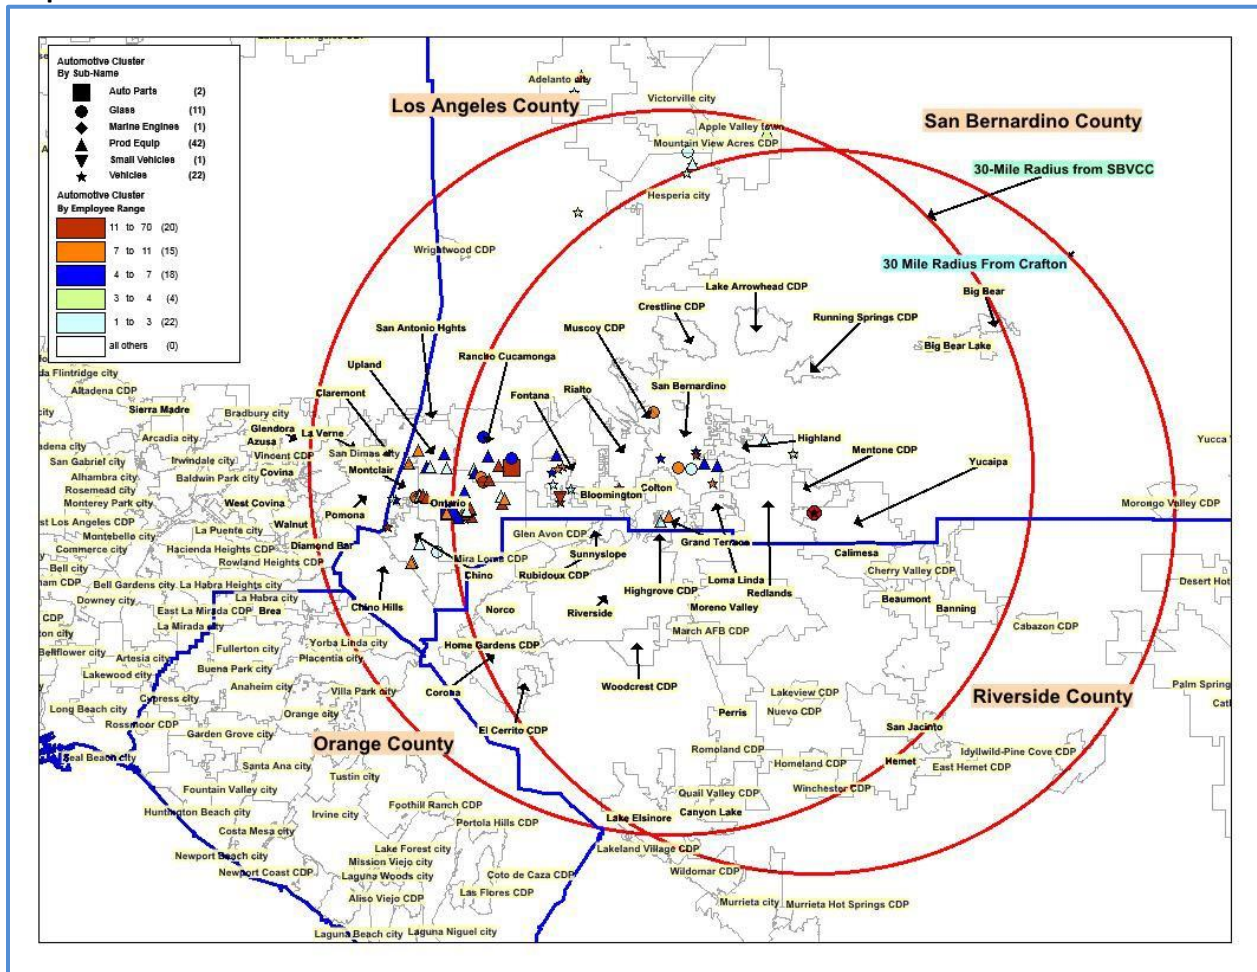 Automotive Cluster
By Sub-Name
Auto Parts (2)
Glass (11)
Marine Engines (1)
Prod Equip (42)
Small Vehicles (1)
Vehicles (22)
Automotive Cluster
By Employee Range
11 to 70 (20)
7 to 11 (15)
4 to 7 (18)
3 to 4 (4)
1 to 3 (22)
all others (0)
Adelanto city
Los Angeles County
Victorville city
San Bernardino County
Apple Valley town
Mountain View Acres CDP
30-Mile Radius from SBVCC
Hesperia city
Wrightwood CDP
30 Mile Radius From Crafton
Lake Arrowhead CDP
Big Bear
Crestline CDP
Running Springs CDP
San Antonio Hghts
Muscoy CDP
Big Bear Lake
Rancho Cucamonga
Upland
Flintridge city
Altadena CDP
Claremont
Fontana
Rialto
San Bernardino
Sierra Madre
Bradbury city
Glendora
La Verne
Arcadia city
Azusa
Highland
Yucca
San Dimas city
Vincent CDP
Mentone CDP
San Gabriel city
Irwindale city
Covina
Montclair
Yucaipa
Alhambra city
Baldwin Park city
Rosemead city
Colton
Bloomington
Monterey Park city
West Covina
Ontario
Morongo Valley CDP
Pomona
st Los Angeles CDP
Walnut
La Puente city
Montebello city
Glen Avon CDP
Grand Terrace
Commerce city
Hacienda Heights CDP
Diamond Bar
Sunnyslope
Calimesa
Rowland Heights CDP
Mira Loma CDP
Bell city
Chino
Rubidoux CDP
Cherry Valley CDP
Loma Linda
Desert Hot
Bell Gardens city
La Habra Heights city
Highgrove CDP
Redlands
Downey city
La Habra city
Beaumont
Chino Hills
Norco
Riverside
Moreno Valley
Banning
East La Mirada CDP
Brea
CDP
La Mirada city
March AFB CDP
Cabazon CDP
Yorba Linda city
Home Gardens CDP
Fullerton city
Bellflower city
Artesia city
Placentia city
Buena Park city
Lakewood city
Woodcrest CDP
Palm Spring
Anaheim city
Villa Park city
Corona
Lakeview CDP
Riverside County
Cypress city
Long Beach city
Perris
Nuevo CDP
Orange city
Rossmoor CDP
El Cerrito CDP
San Jacinto
Garden Grove city
Orange County
Romoland CDP
Idyllwild-Pine Cove CDP
Seal Beach city
Santa Ana city
Homeland CDP
Hemet
East Hemet CDP
Tustin city
Fountain Valley city
Winchester CDP
Quail Valley CDP
Foothill Ranch CDP
Huntington Beach city
Irvine city
Canyon Lake
Lake Elsinore
Portola Hills CDP
Costa Mesa city
Lake Forest city
Lakeland Village CDP
Newport Beach city
Mission Viejo city
Newport Coast CDP
Laguna Woods city
Coto de Caza CDP
Wildomar CDP
Las Flores CDP
Aliso Viejo CDP
Murrieta city
Murrieta Hot Springs CDP
Laguna Beach city
Laguna Niguel city